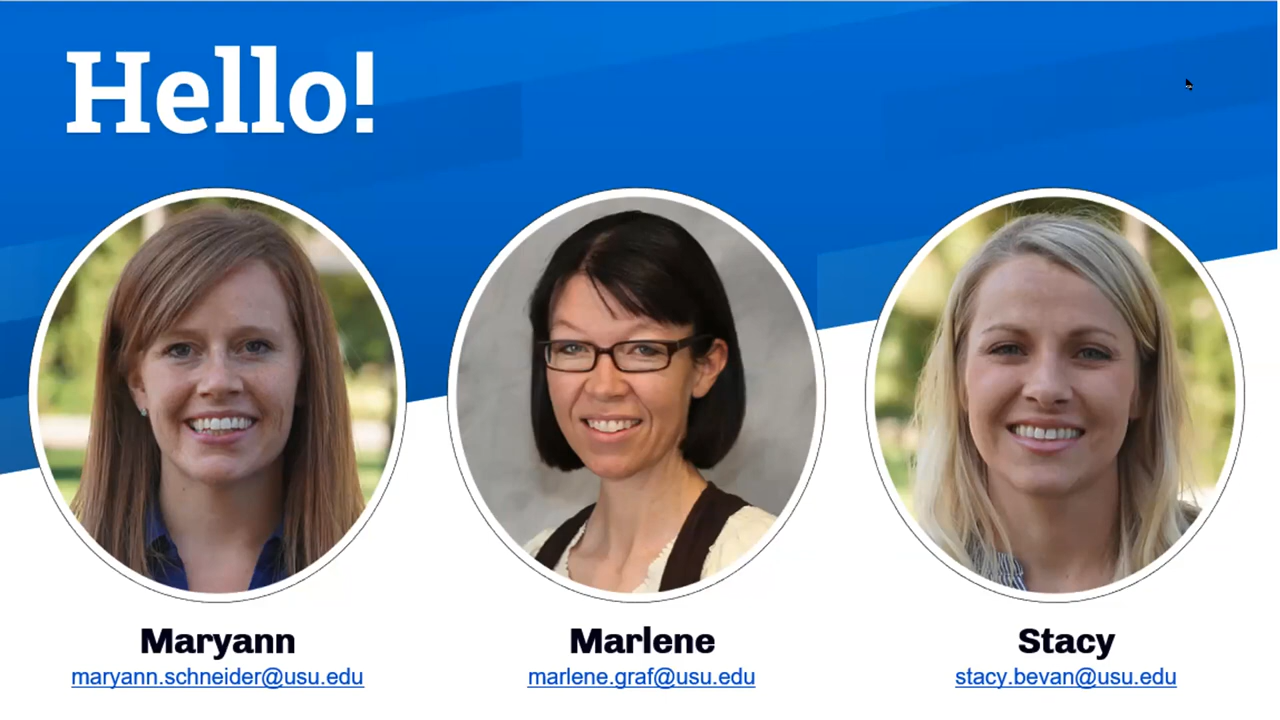 Hello!
Maryann
maryann.schneider@usu.edu
Marlene
marlene.graf@usu.edu
Stacy
stacy.bevan@usu.edu